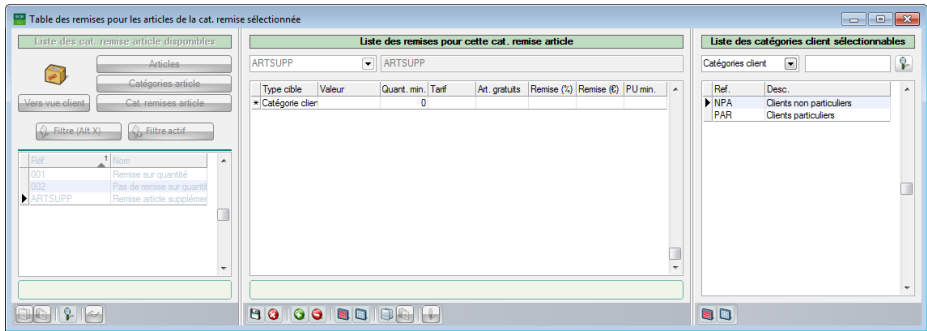 Table des remises pour les articles de la cat. remise sélectionnée
Liste des cat. remise article disponibles
Articles
Catégories article
Vers vue client
Cat. remises article
Filtre (Alt X)
Filtre actif
Réf. 1 Nom
001 Remise sur quantité
002 Pas de remise sur quantit
ARTSUPP Remise article supplémer
Liste des remises pour cette cat. remise article
ARTSUPP ARTSUPP
Type cible Valeur Quant. min. Tarif Art. gratuits Remise (%) Remise (€) PU min.
* Catégorie clien 0
Liste des catégories client sélectionnables
Catégories client
Ref. Desc.
NPA Clients non particuliers
PAR Clients particuliers